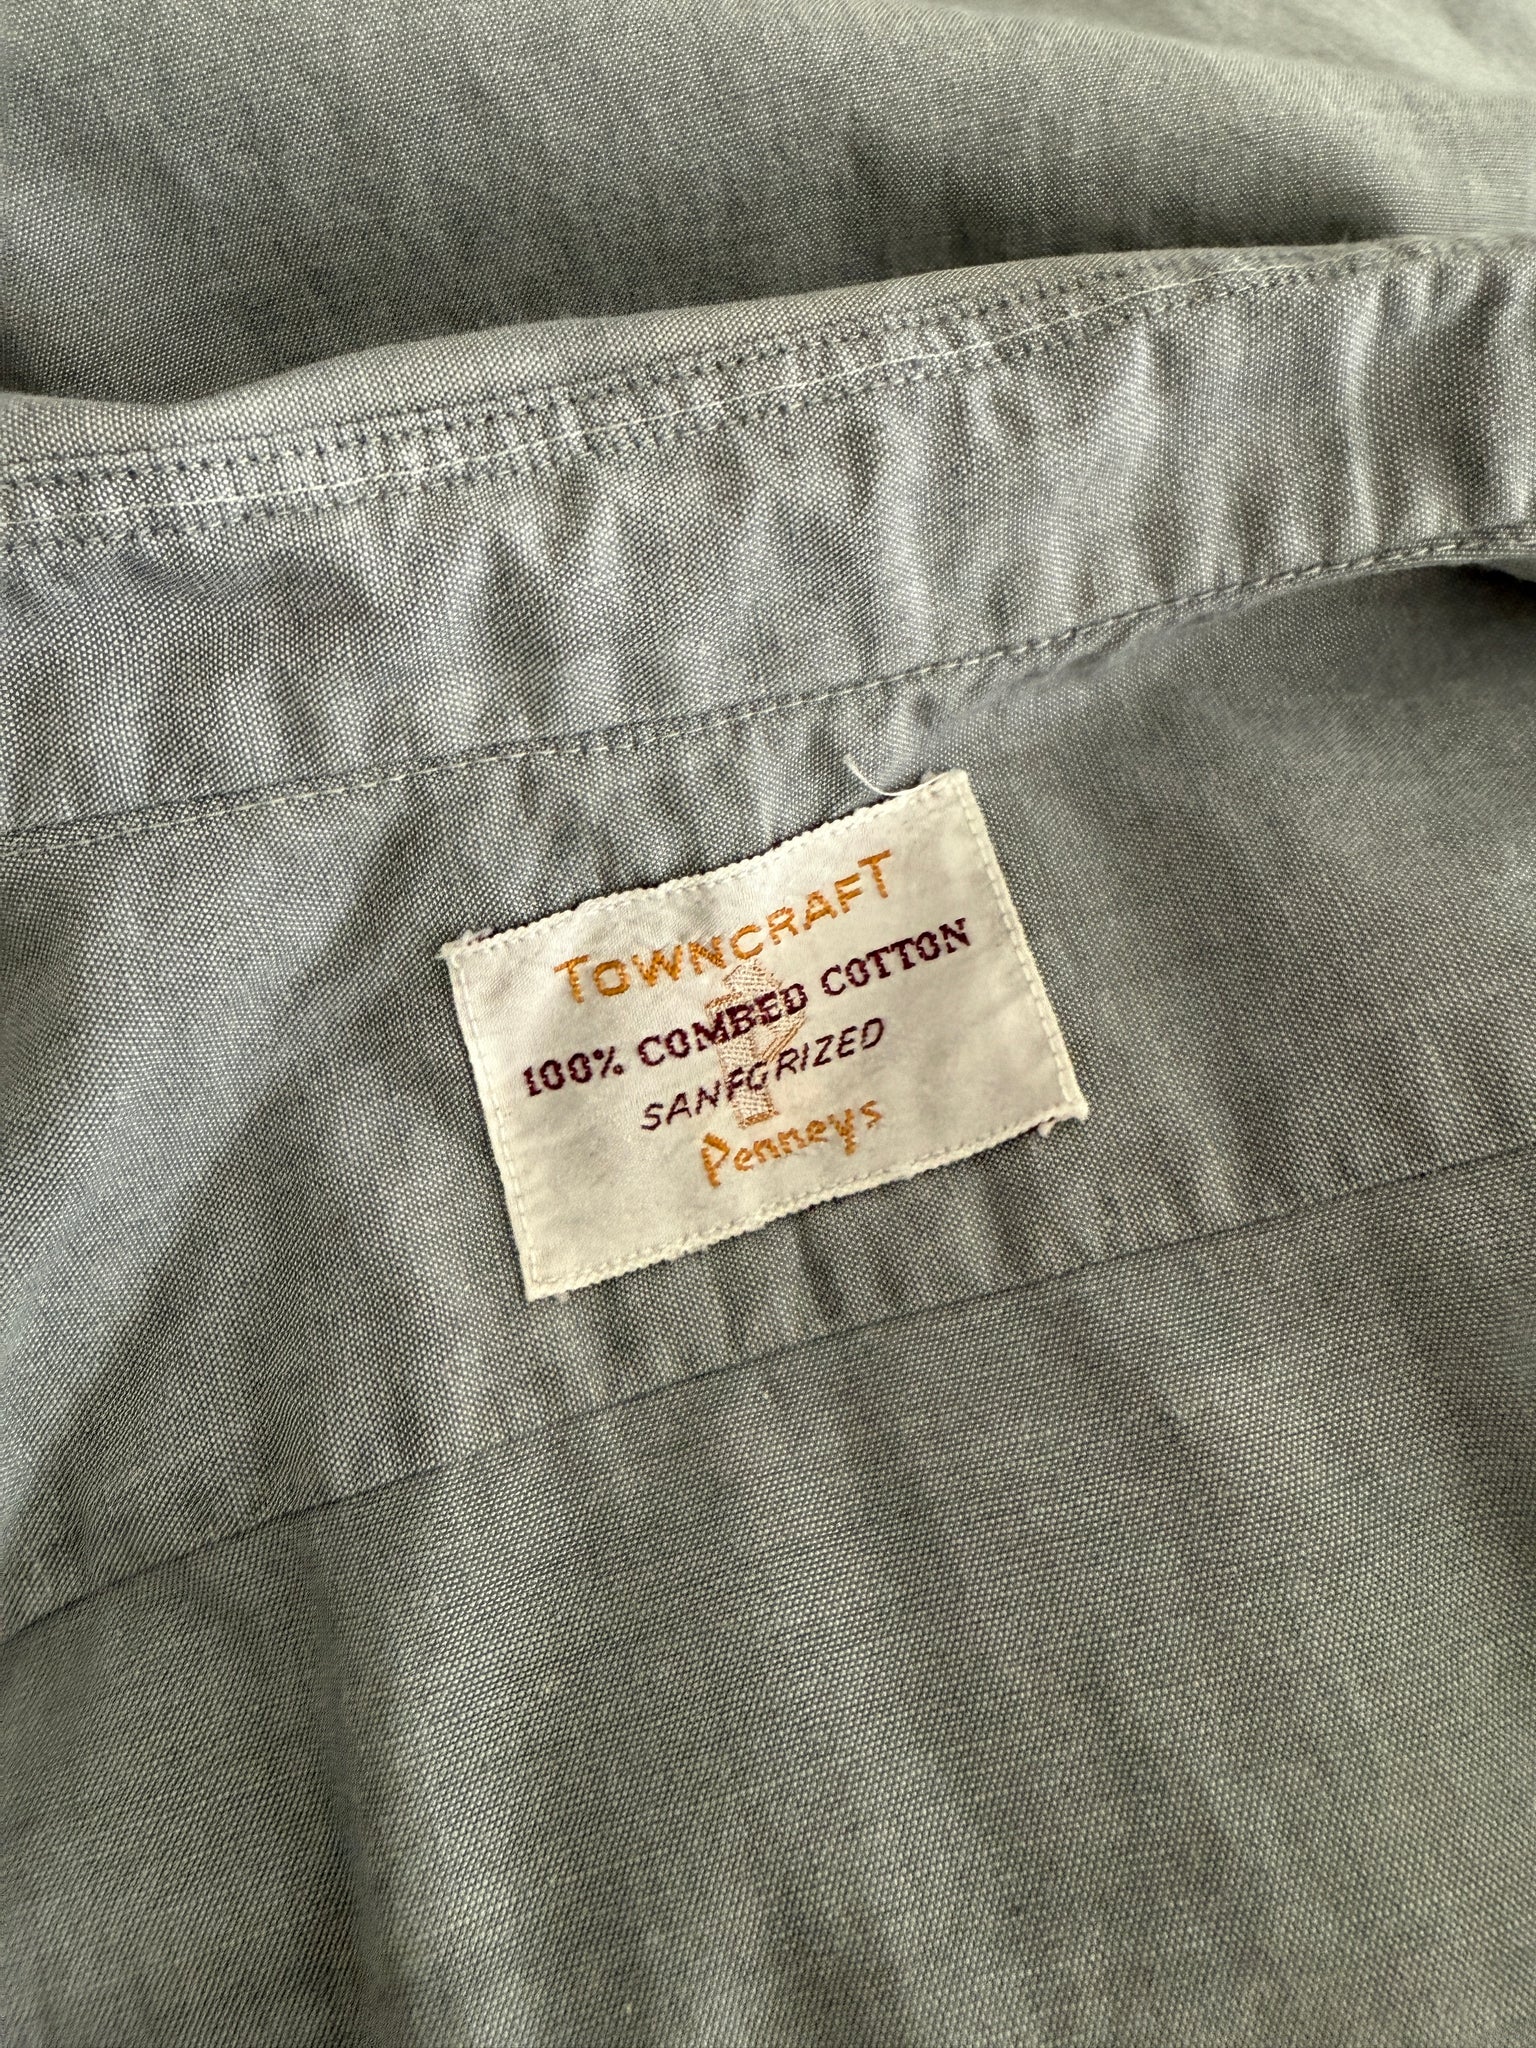 TOWNCRAFT
100% COMBED COTTON
SANFORIZED
Penneys